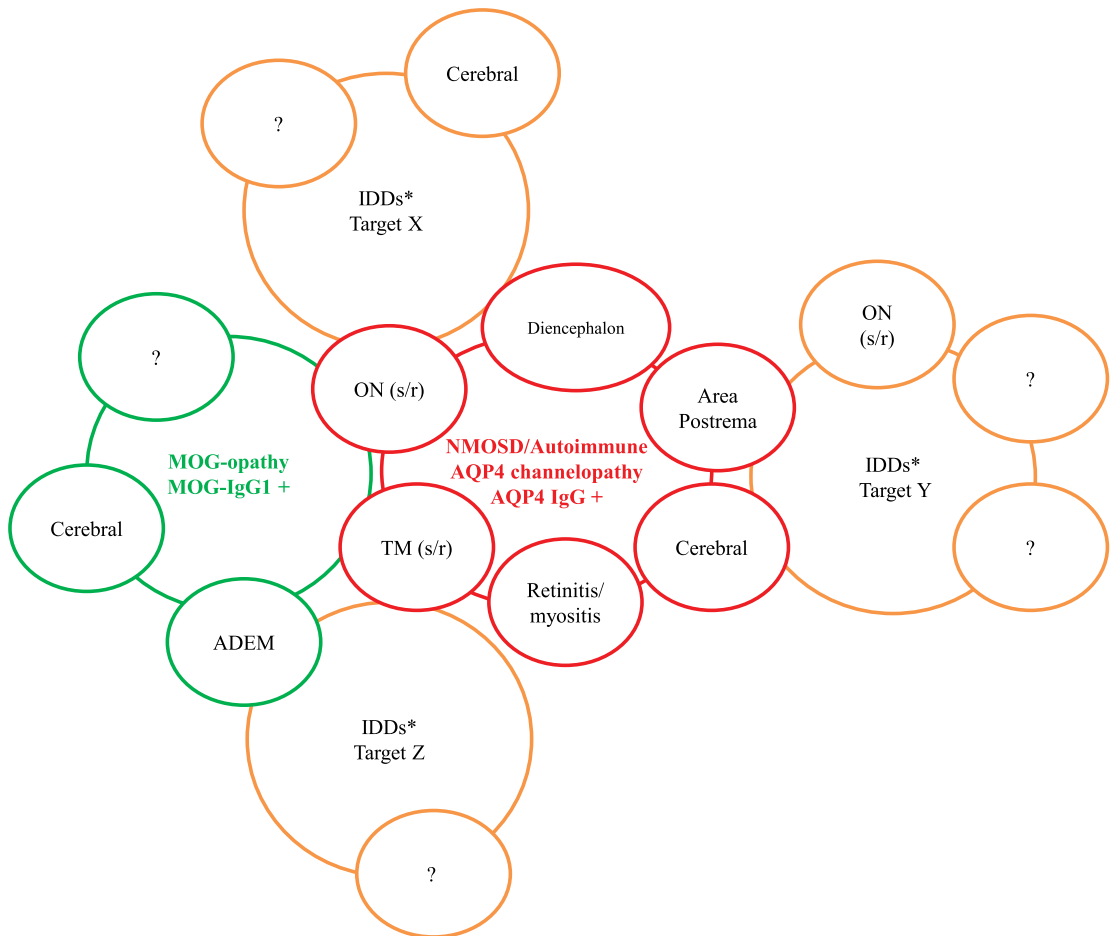 Cerebral
?
IDDs*
Target X
Diencephalon
ON
(s/r)
?
?
ON (s/r)
Area
Postrema
NMOSD/Autoimmune
AQP4 channelopathy
AQP4 IgG +
MOG-opathy
MOG-IgG1 +
IDDs*
Target Y
Cerebral
TM (s/r)
Cerebral
?
Retinitis/
myositis
ADEM
IDDs*
Target Z
?